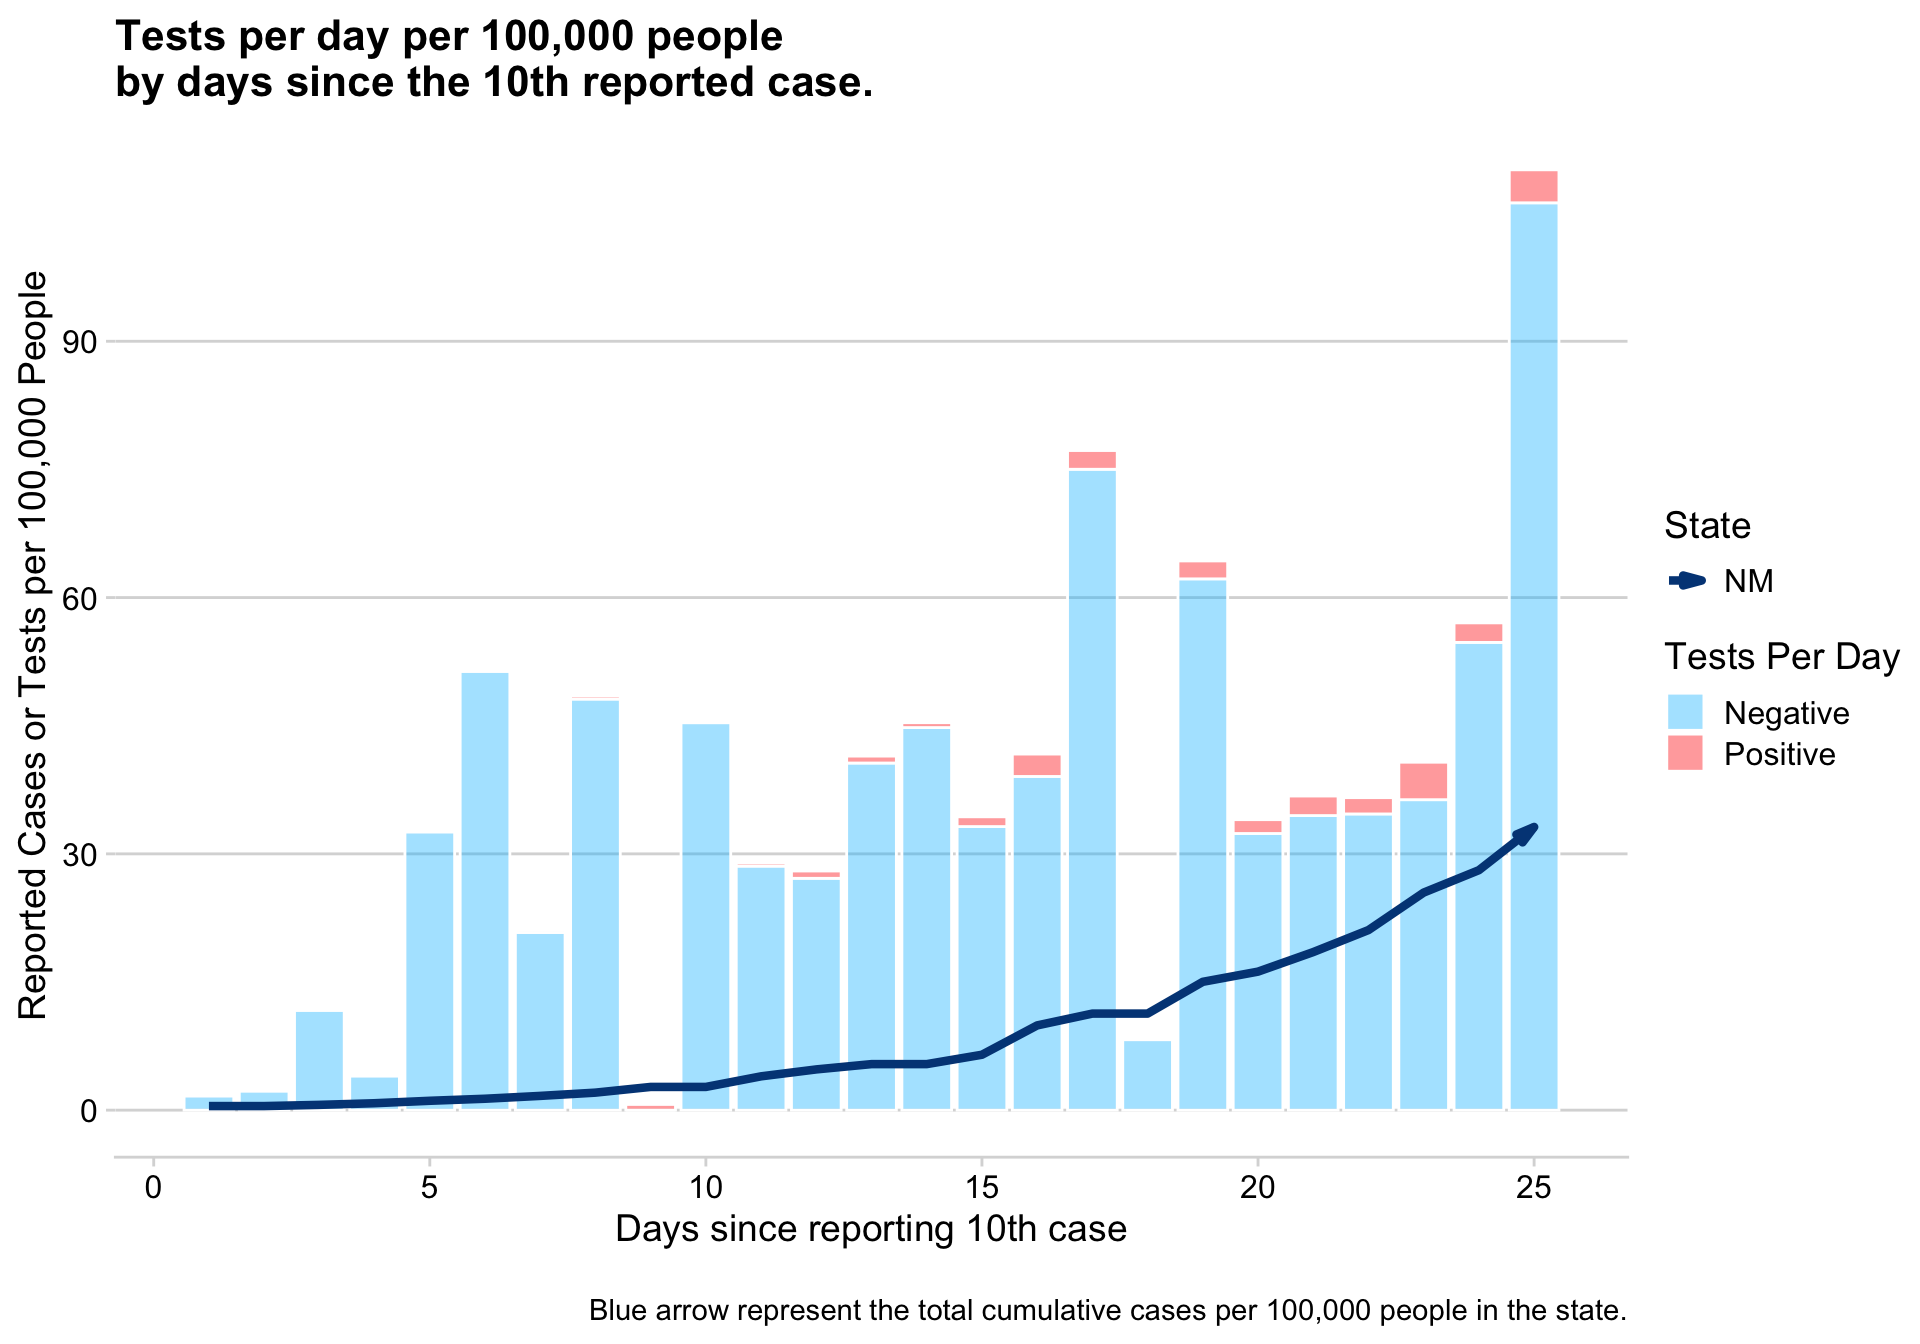 Tests per day per 100,000 people
by days since the 10th reported case.
Reported Cases or Tests per 100,000 People
90
60
30
0
0 5 10 15 20 25
Days since reporting 10th case
State
NM
Tests Per Day
Negative
Positive
Blue arrow represent the total cumulative cases per 100,000 people in the state.